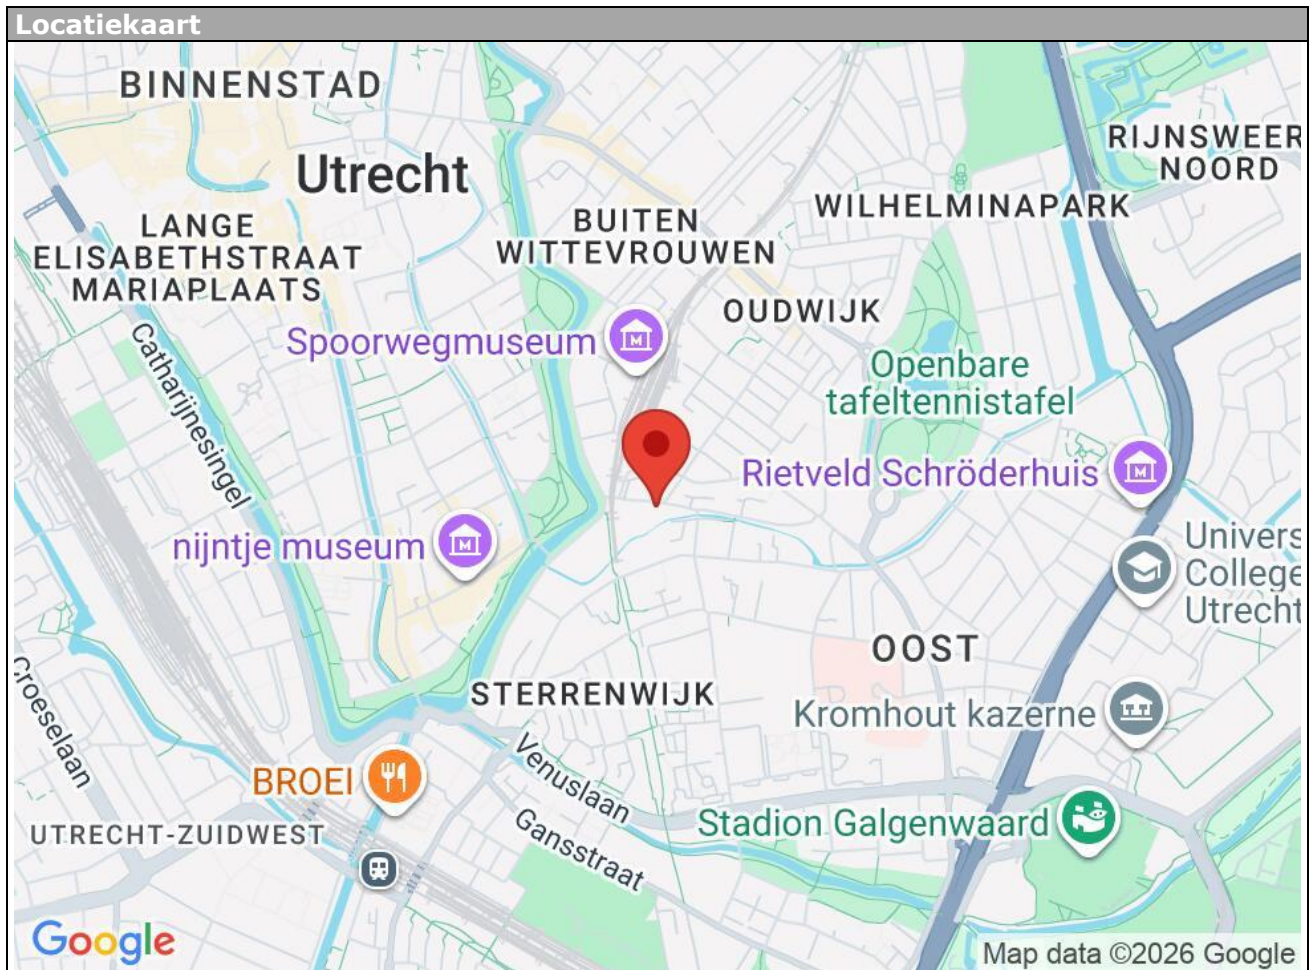 Locatiekaart
BINNENSTAD
Utrecht
RIJNSWEER
NOORD
WILHELMINAPARK
LANGE
ELISABETHSTRAAT
MARIAPLAATS
BUITEN
WITTEVROUWEN
OUDWIJK
Spoorwegmuseum
Catharijnesingel
Openbare
tafeltennistafel
Rietveld Schröderhuis
nijntje museum
Univers
College
Utrecht
OOST
STERRENWIJK
Kromhout kazerne
Croeselaan
BROEI
Venuslaan
Gansstraat
Stadion Galgenwaard
UTRECHT-ZUIDWEST
Google
Map data ©2026 Google